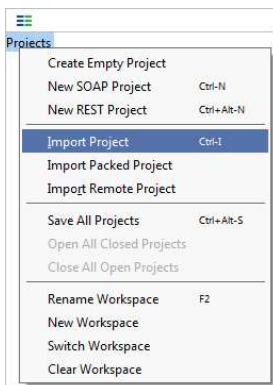 Projects
Create Empty Project
New SOAP Project Ctrl-N
New REST Project Ctrl+Alt-N
Import Project Ctrl-I
Import Packed Project
Import Remote Project
Save All Projects Ctrl+Alt-S
Open All Closed Projects
Close All Open Projects
Rename Workspace F2
New Workspace
Switch Workspace
Clear Workspace